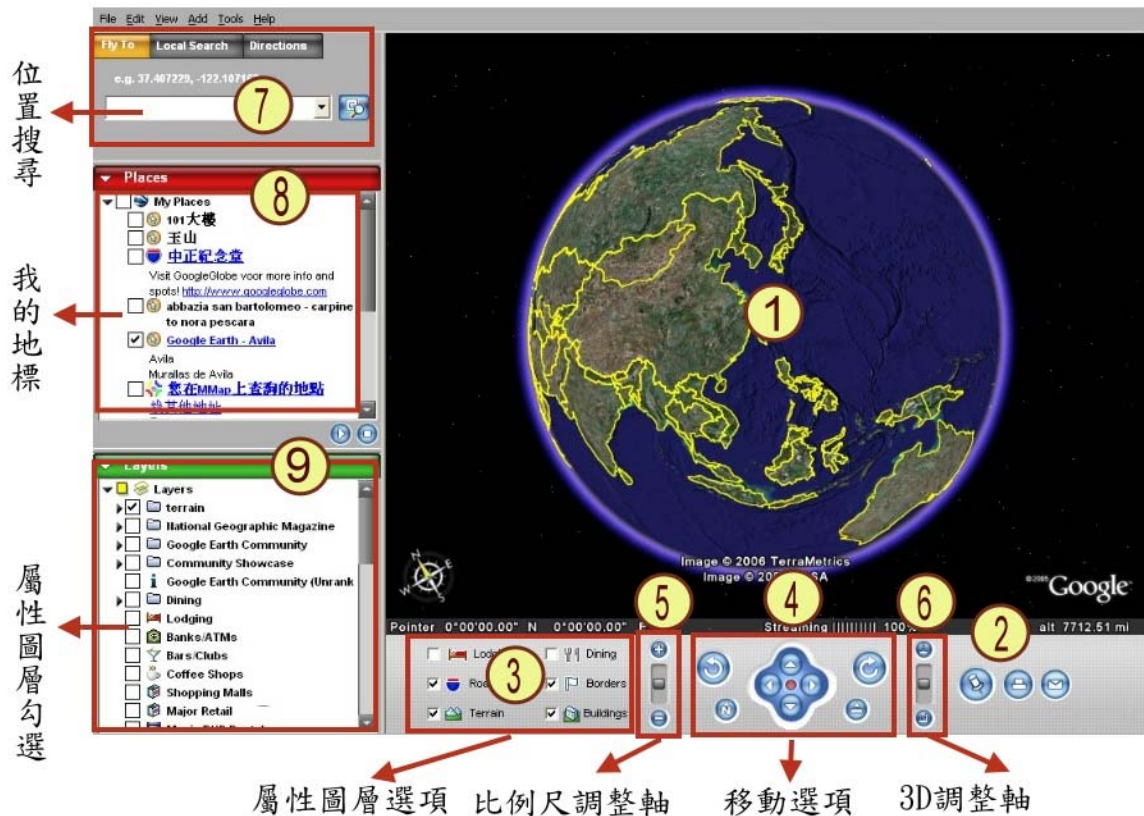 File Edit View Add Tools Help
Fly To Local Search Directions
e.g. 37.407229, -122.1071
7
位置搜尋
Places
8
My Places
101大樓
玉山
中正紀念堂
Visit GoogleGlobe voor more info and
spots! http://www.googleglobe.com
abbazia san bartolomeo - carpine
to nora pescara
Google Earth - Avila
Avila
Murallas de Avila
您在MMap上查詢的地點
我的地標
9
Layers
Layers
terrain
National Geographic Magazine
Google Earth Community
Community Showcase
Google Earth Community (Unrank
Dining
Lodging
Banks/ATMs
Bars/Clubs
Coffee Shops
Shopping Malls
Major Retail
屬性圖層勾選
1
N
E
S
W
Image © 2006 TerraMetrics
Image © 200 SA
©2005 Google
Pointer 0°00'00.00" N 0°00'00.00" E
Streaming |||||||||| 100%
alt 7712.51 mi
5
4
6
2
3
Lodg Dining
Roa Borders
Terrain Buildings
N
屬性圖層選項 比例尺調整軸 移動選項 3D調整軸